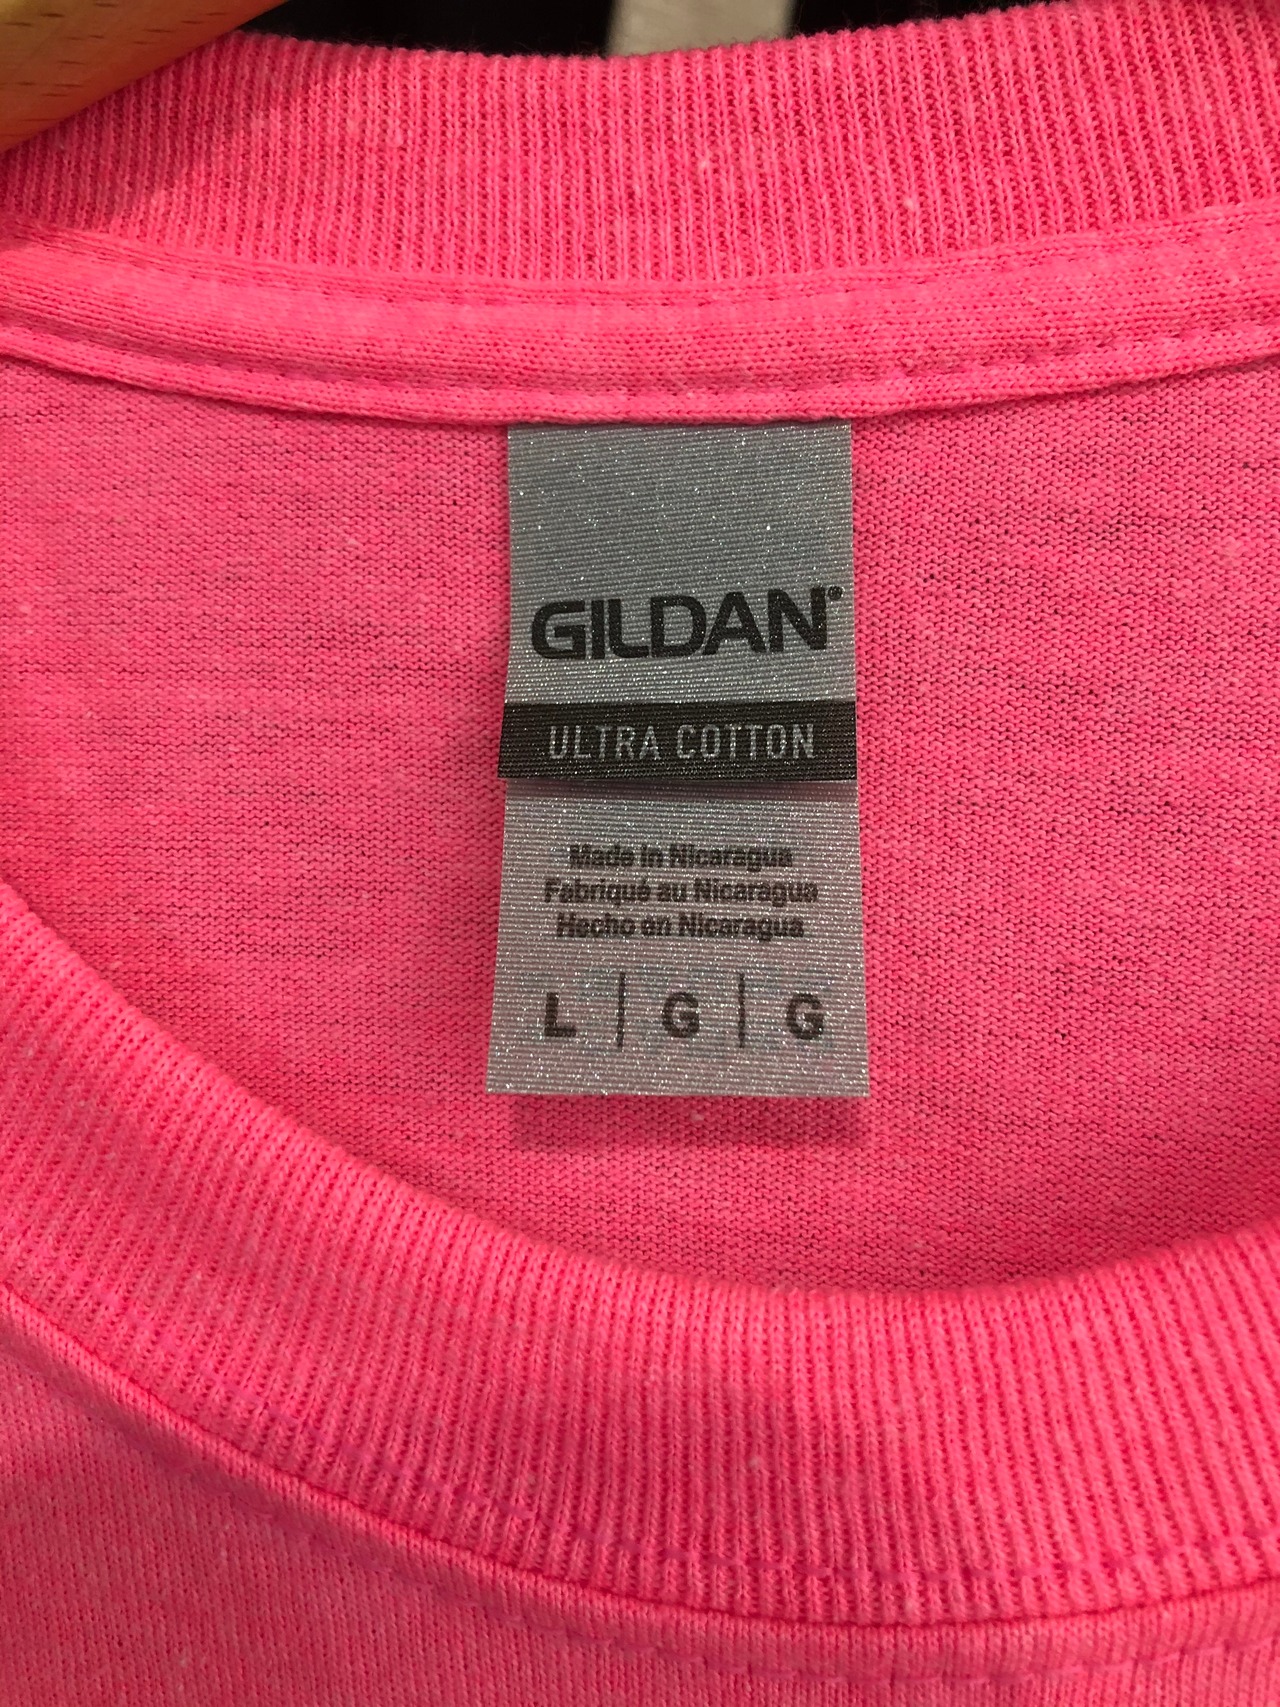 GILDAN®
ULTRA COTTON
Made in Nicaragua
Fabriqué au Nicaragua
Hecho en Nicaragua
L | G | G